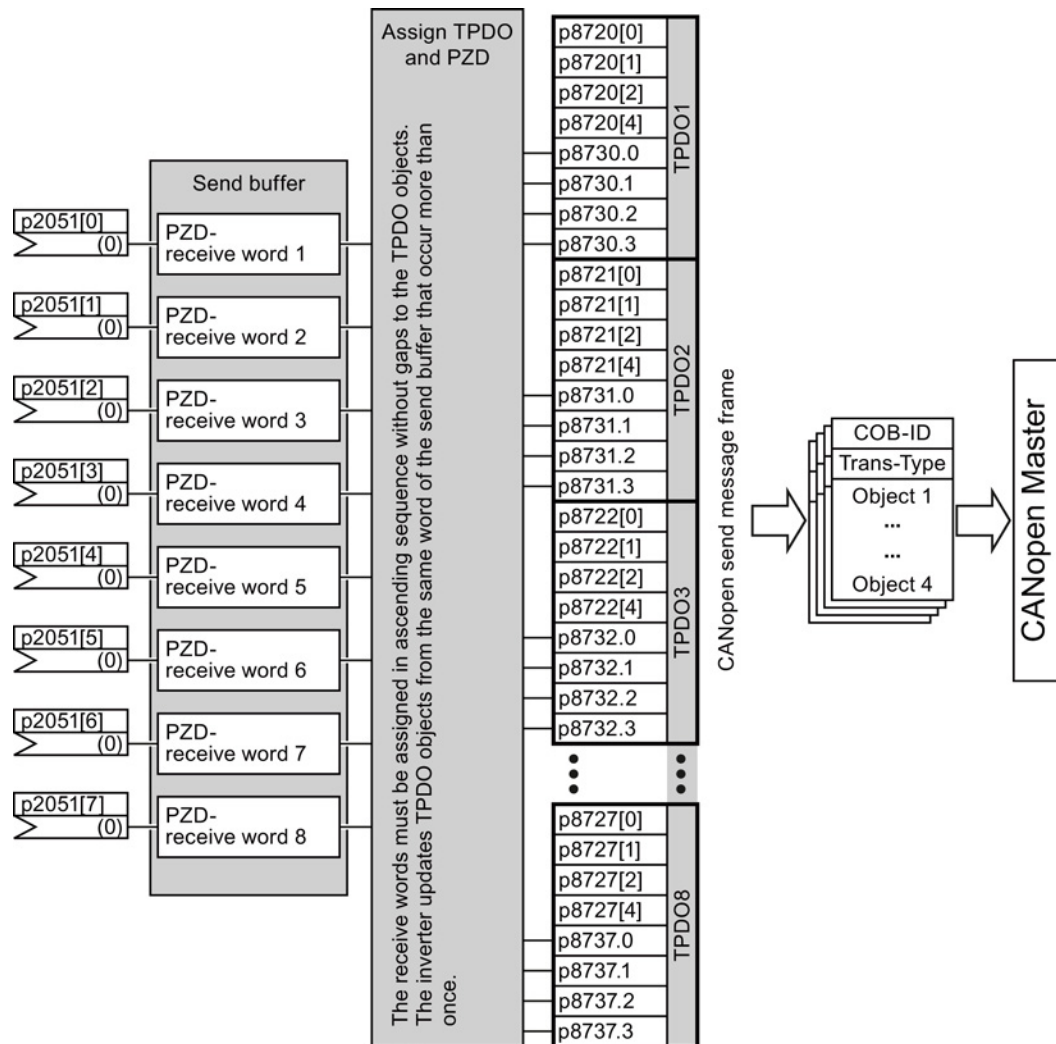 Assign TPDO
and PZD
The receive words must be assigned in ascending sequence without gaps to the TPDO objects.
The inverter updates TPDO objects from the same word of the send buffer that occur more than
once.
Send buffer
p2051[0]
(0)
PZD-
receive word 1
p2051[1]
(0)
PZD-
receive word 2
p2051[2]
(0)
PZD-
receive word 3
p2051[3]
(0)
PZD-
receive word 4
p2051[4]
(0)
PZD-
receive word 5
p2051[5]
(0)
PZD-
receive word 6
p2051[6]
(0)
PZD-
receive word 7
p2051[7]
(0)
PZD-
receive word 8
p8720[0]
p8720[1]
p8720[2]
p8720[4]
p8730.0
p8730.1
p8730.2
p8730.3
TPDO1
p8721[0]
p8721[1]
p8721[2]
p8721[4]
p8731.0
p8731.1
p8731.2
p8731.3
TPDO2
p8722[0]
p8722[1]
p8722[2]
p8722[4]
p8732.0
p8732.1
p8732.2
p8732.3
TPDO3
p8727[0]
p8727[1]
p8727[2]
p8727[4]
p8737.0
p8737.1
p8737.2
p8737.3
TPDO8
CANopen send message frame
COB-ID
Trans-Type
Object 1
...
...
Object 4
CANopen Master